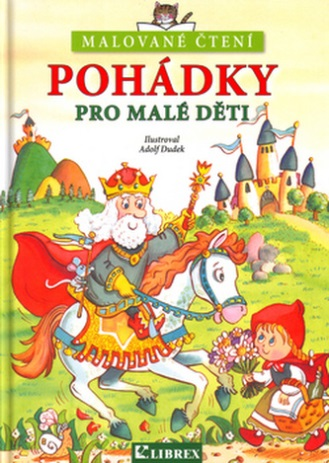 MALOVANÉ ČTENÍ
POHÁDKY
PRO MALÉ DĚTI
Ilustroval
Adolf Dudek
LIBREX